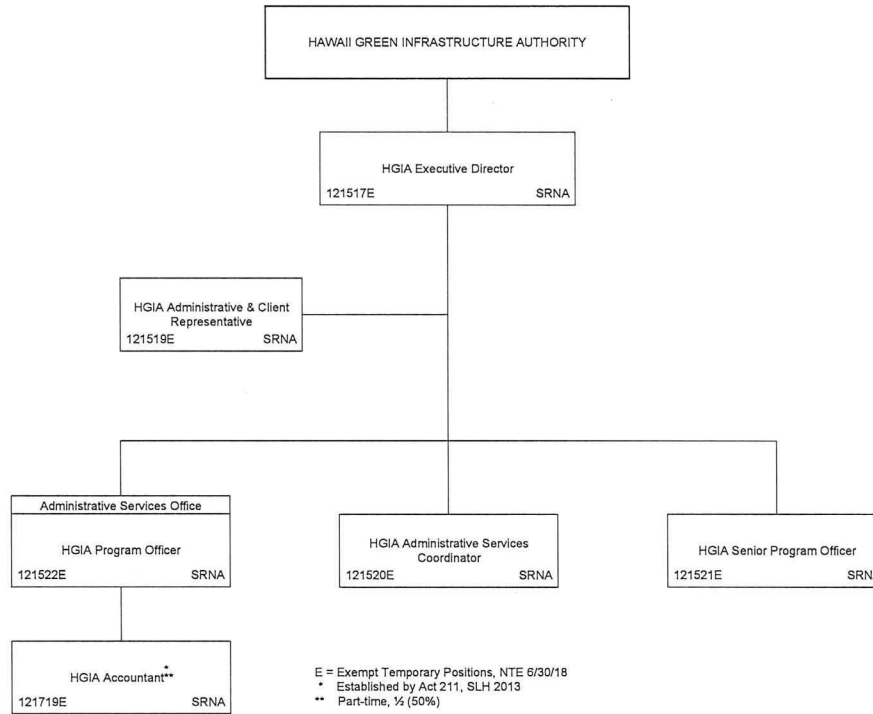 HAWAII GREEN INFRASTRUCTURE AUTHORITY
HGIA Executive Director
121517E SRNA
HGIA Administrative & Client
Representative
121519E SRNA
Administrative Services Office
HGIA Program Officer
121522E SRNA
HGIA Administrative Services
Coordinator
121520E SRNA
HGIA Senior Program Officer
121521E SRNA
HGIA Accountant* **
121719E SRNA
E = Exempt Temporary Positions, NTE 6/30/18
* Established by Act 211, SLH 2013
** Part-time, ½ (50%)